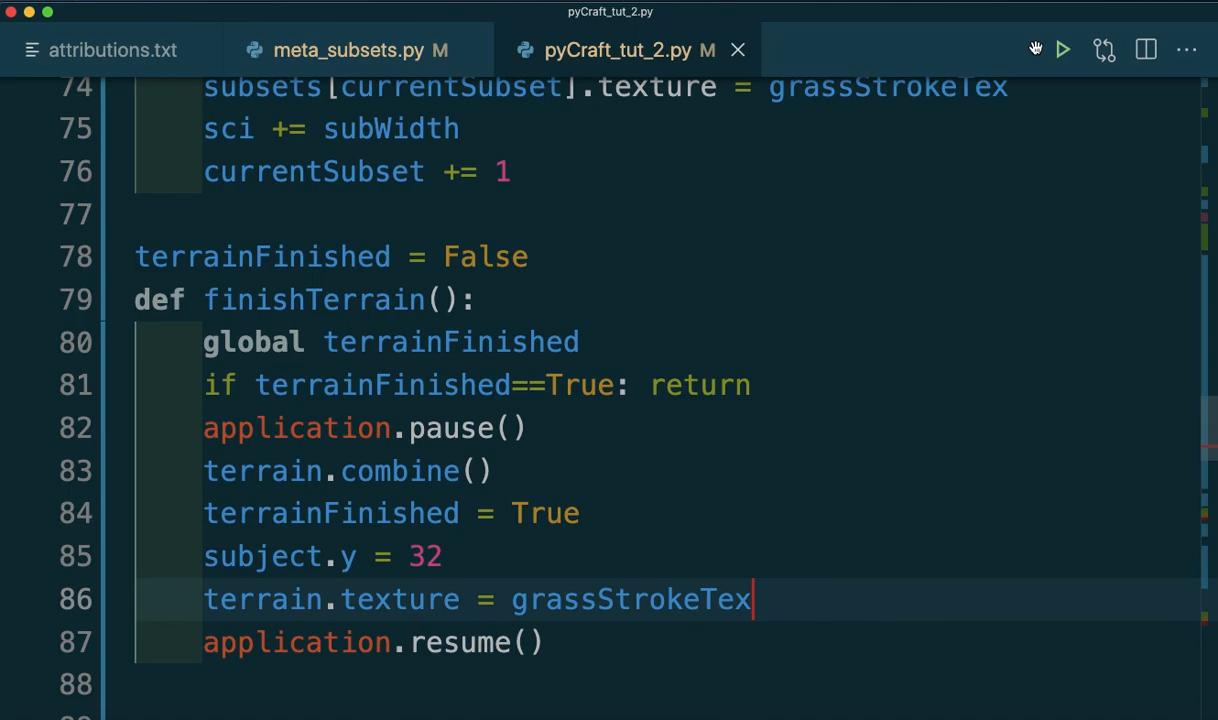 pyCraft_tut_2.py
attributions.txt meta_subsets.py M pyCraft_tut_2.py M
74 subsets[currentSubset].texture = grassStrokeTex
75 sci += subWidth
76 currentSubset += 1
77
78 terrainFinished = False
79 def finishTerrain():
80 global terrainFinished
81 if terrainFinished==True: return
82 application.pause()
83 terrain.combine()
84 terrainFinished = True
85 subject.y = 32
86 terrain.texture = grassStrokeTex
87 application.resume()
88